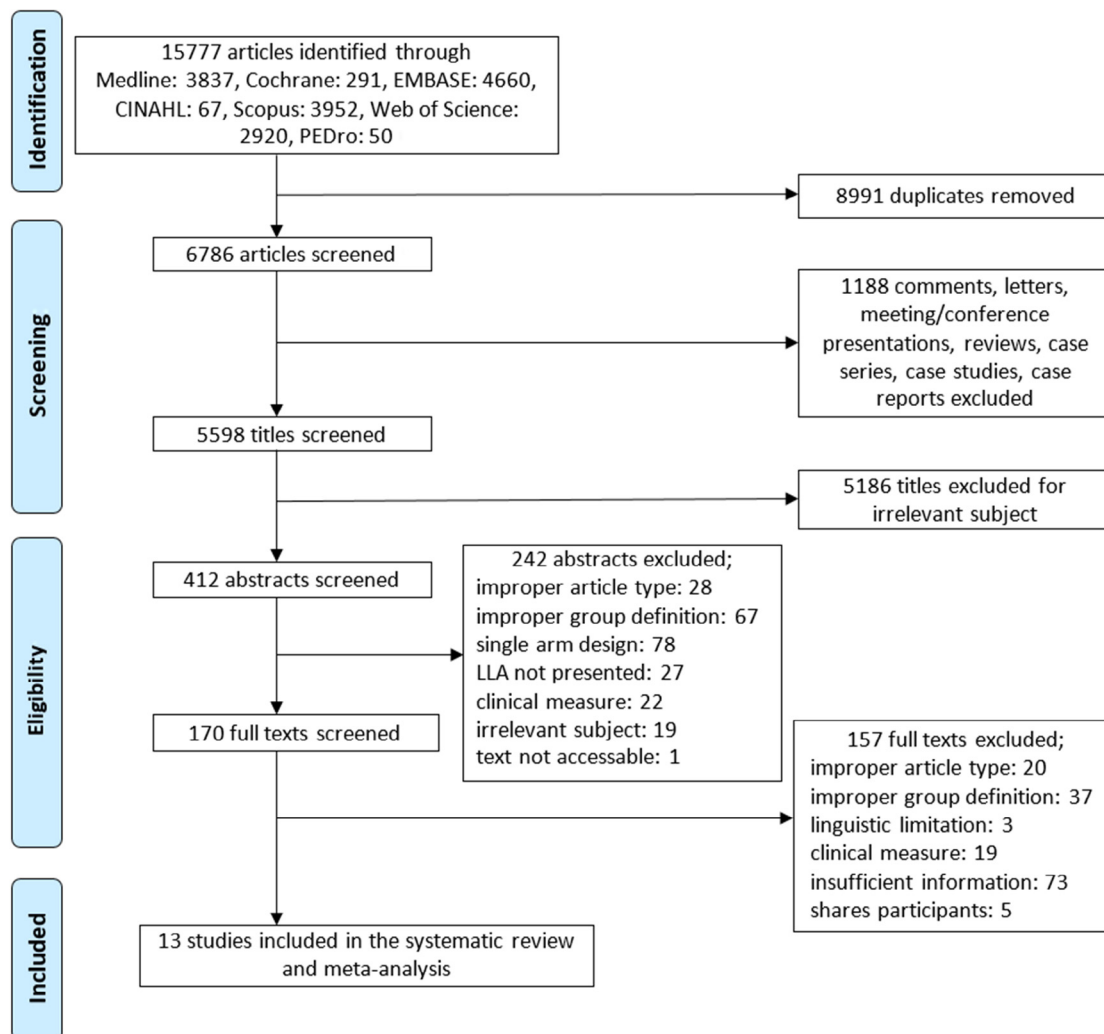 Identification
15777 articles identified through
Medline: 3837, Cochrane: 291, EMBASE: 4660,
CINAHL: 67, Scopus: 3952, Web of Science:
2920, PEDro: 50
8991 duplicates removed
Screening
6786 articles screened
1188 comments, letters,
meeting/conference
presentations, reviews, case
series, case studies, case
reports excluded
5598 titles screened
5186 titles excluded for
irrelevant subject
Eligibility
412 abstracts screened
242 abstracts excluded;
improper article type: 28
improper group definition: 67
single arm design: 78
LLA not presented: 27
clinical measure: 22
irrelevant subject: 19
text not accessable: 1
170 full texts screened
157 full texts excluded;
improper article type: 20
improper group definition: 37
linguistic limitation: 3
clinical measure: 19
insufficient information: 73
shares participants: 5
Included
13 studies included in the systematic review
and meta-analysis